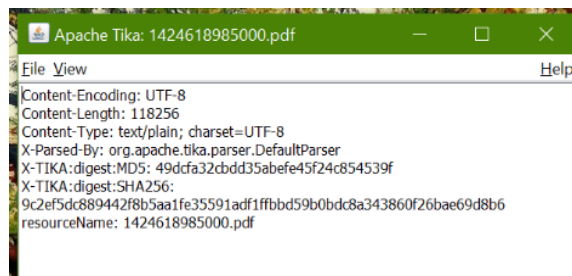 Apache Tika: 1424618985000.pdf
File View Help
Content-Encoding: UTF-8
Content-Length: 118256
Content-Type: text/plain; charset=UTF-8
X-Parsed-By: org.apache.tika.parser.DefaultParser
X-TIKA:digest:MD5: 49dcfa32cbdd35abefe45f24c854539f
X-TIKA:digest:SHA256:
9c2ef5dc889442f8b5aa1fe35591adf1ffbbd59b0bdc8a343860f26bae69d8b6
resourceName: 1424618985000.pdf